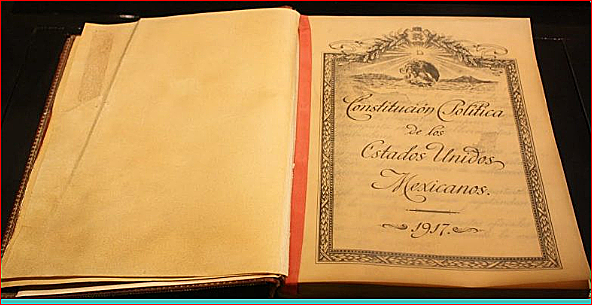 Constitución Política
de los
Estados Unidos
Mexicanos.
1917.